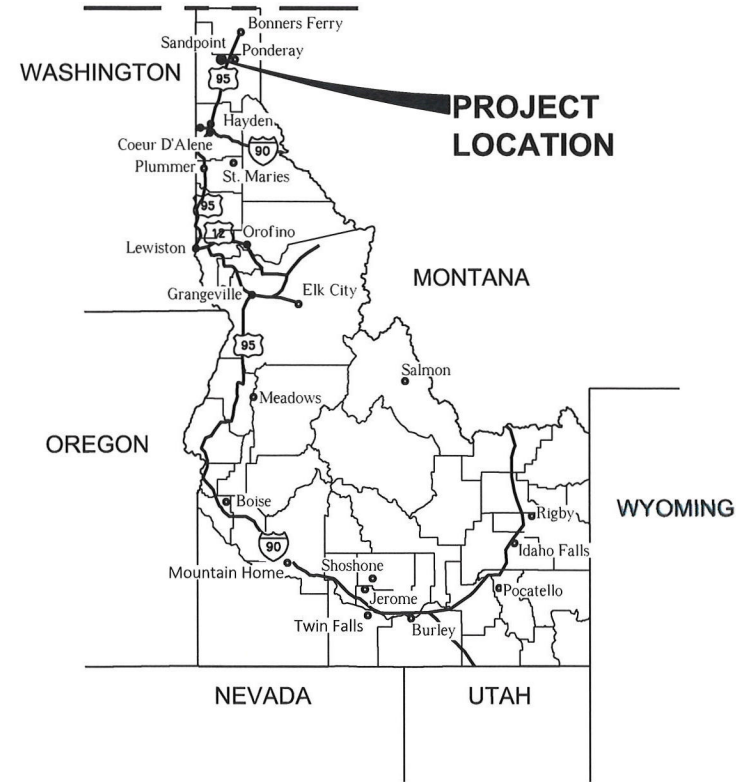 Bonners Ferry
Sandpoint
Ponderay
WASHINGTON
95
PROJECT
LOCATION
Hayden
Coeur D'Alene
90
Plummer
St. Maries
95
12
Orofino
Lewiston
MONTANA
Grangeville
Elk City
95
Salmon
Meadows
OREGON
Boise
WYOMING
Rigby
90
Idaho Falls
Mountain Home
Shoshone
Jerome
Pocatello
Twin Falls
Burley
NEVADA
UTAH